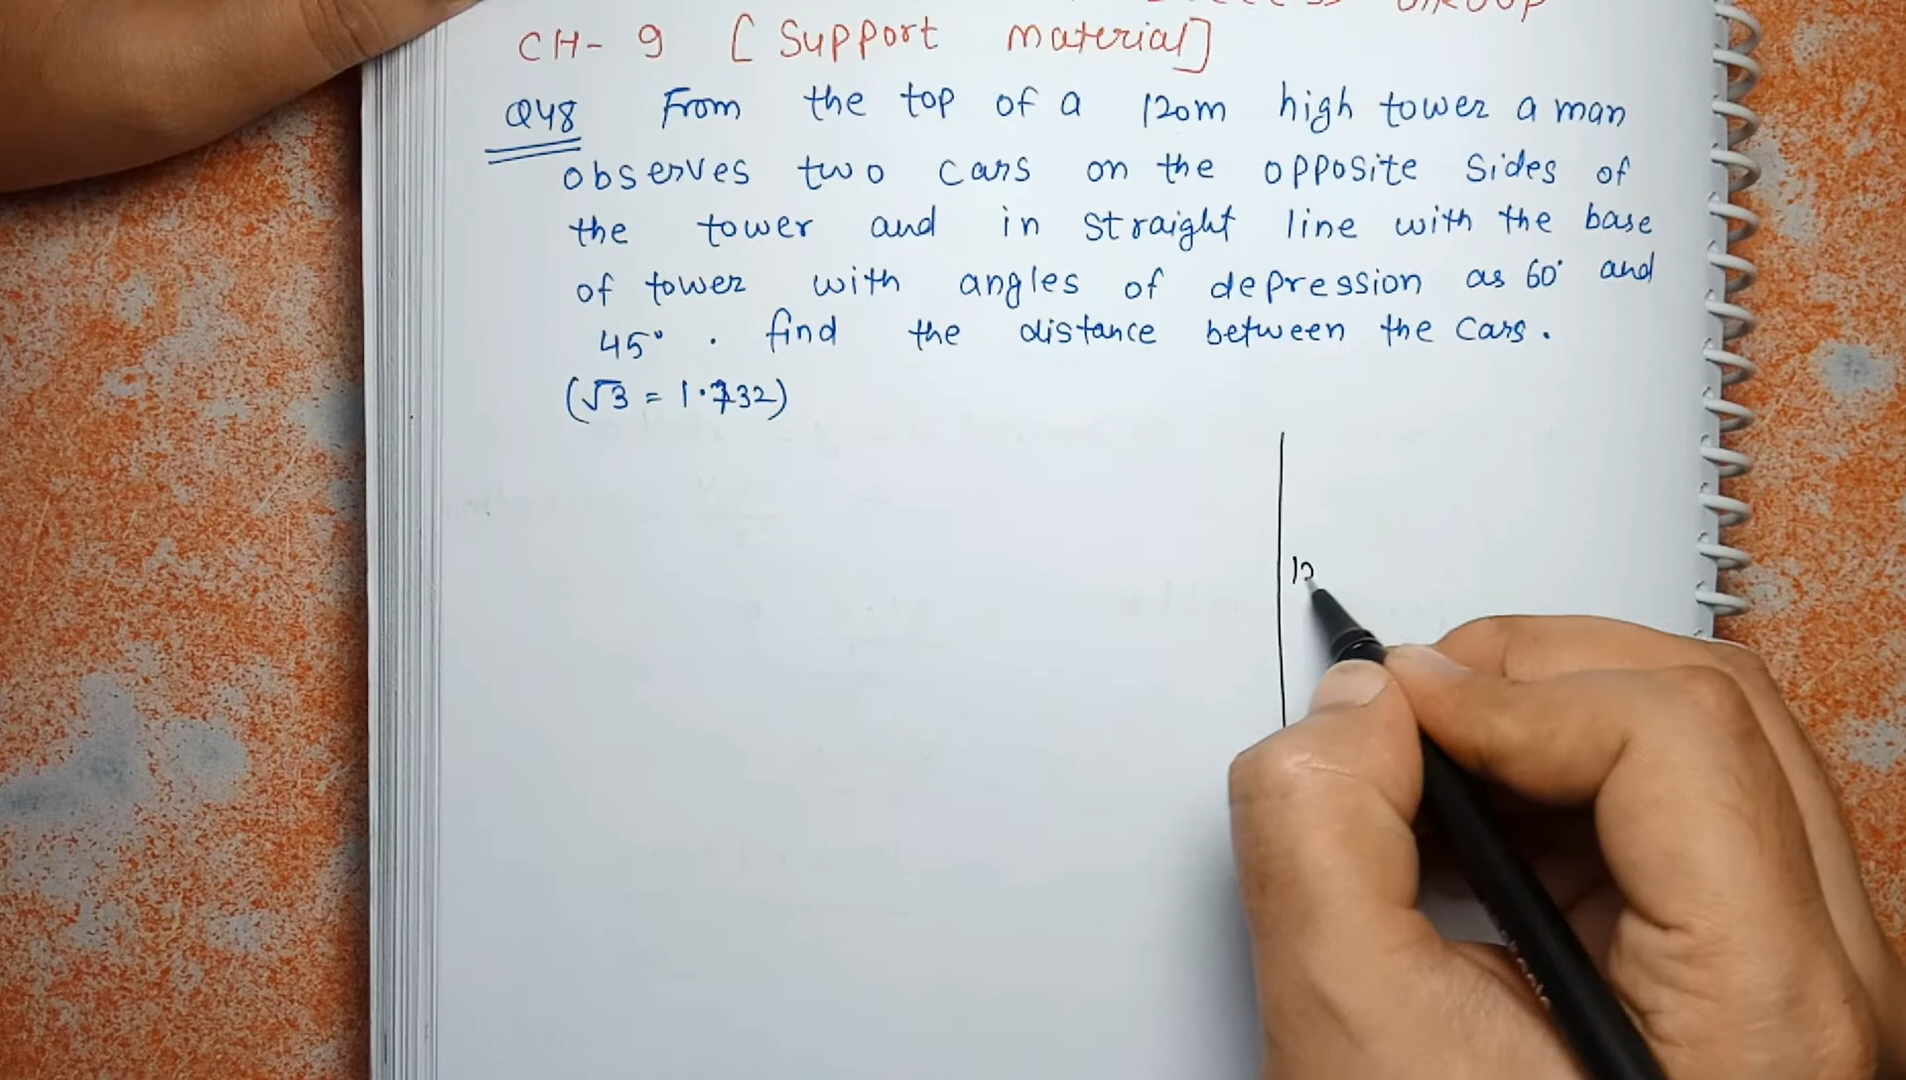 CH- 9 [Support material]
Q48 From the top of a 120m high tower a man
observes two cars on the opposite sides of
the tower and in straight line with the base
of tower with angles of depression as 60° and
45° . find the distance between the cars.
(√3 = 1.732)
12